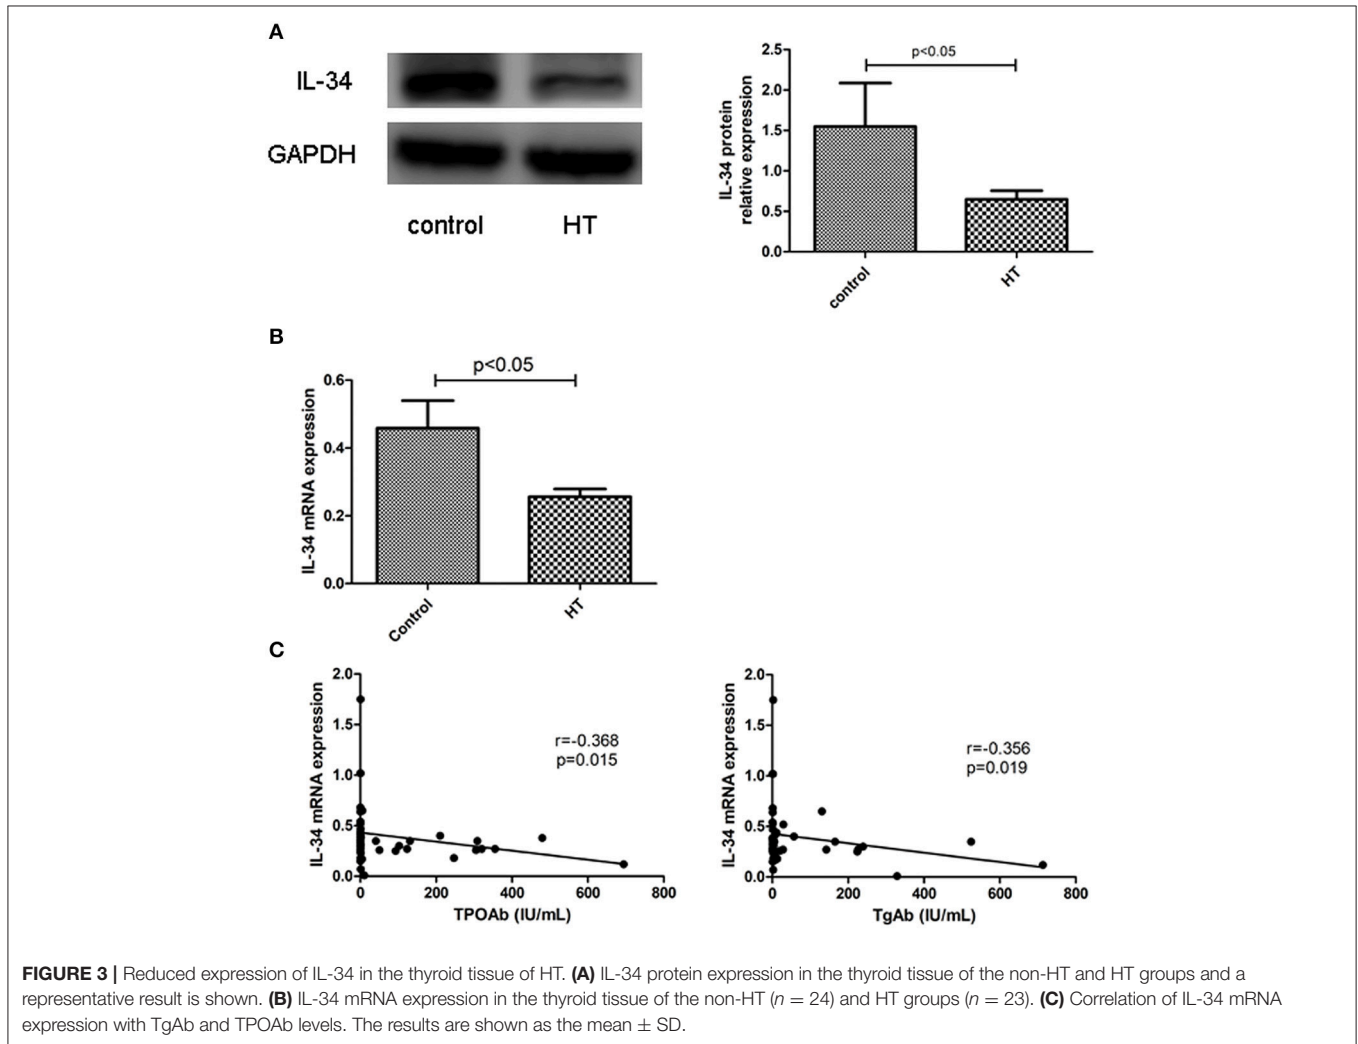 A
IL-34
GAPDH
control HT
2.5
2.0
1.5
1.0
0.5
0.0
IL-34 protein
relative expression
p<0.05
control
HT
B
0.6
0.4
0.2
0.0
IL-34 mRNA expression
p<0.05
Control
HT
C
2.0
1.5
1.0
0.5
0.0
IL-34 mRNA expression
r=-0.368
p=0.015
0 200 400 600 800
TPOAb (IU/mL)
2.0
1.5
1.0
0.5
0.0
IL-34 mRNA expression
r=-0.356
p=0.019
0 200 400 600 800
TgAb (IU/mL)
FIGURE 3 | Reduced expression of IL-34 in the thyroid tissue of HT. (A) IL-34 protein expression in the thyroid tissue of the non-HT and HT groups and a
representative result is shown. (B) IL-34 mRNA expression in the thyroid tissue of the non-HT (n = 24) and HT groups (n = 23). (C) Correlation of IL-34 mRNA
expression with TgAb and TPOAb levels. The results are shown as the mean ± SD.